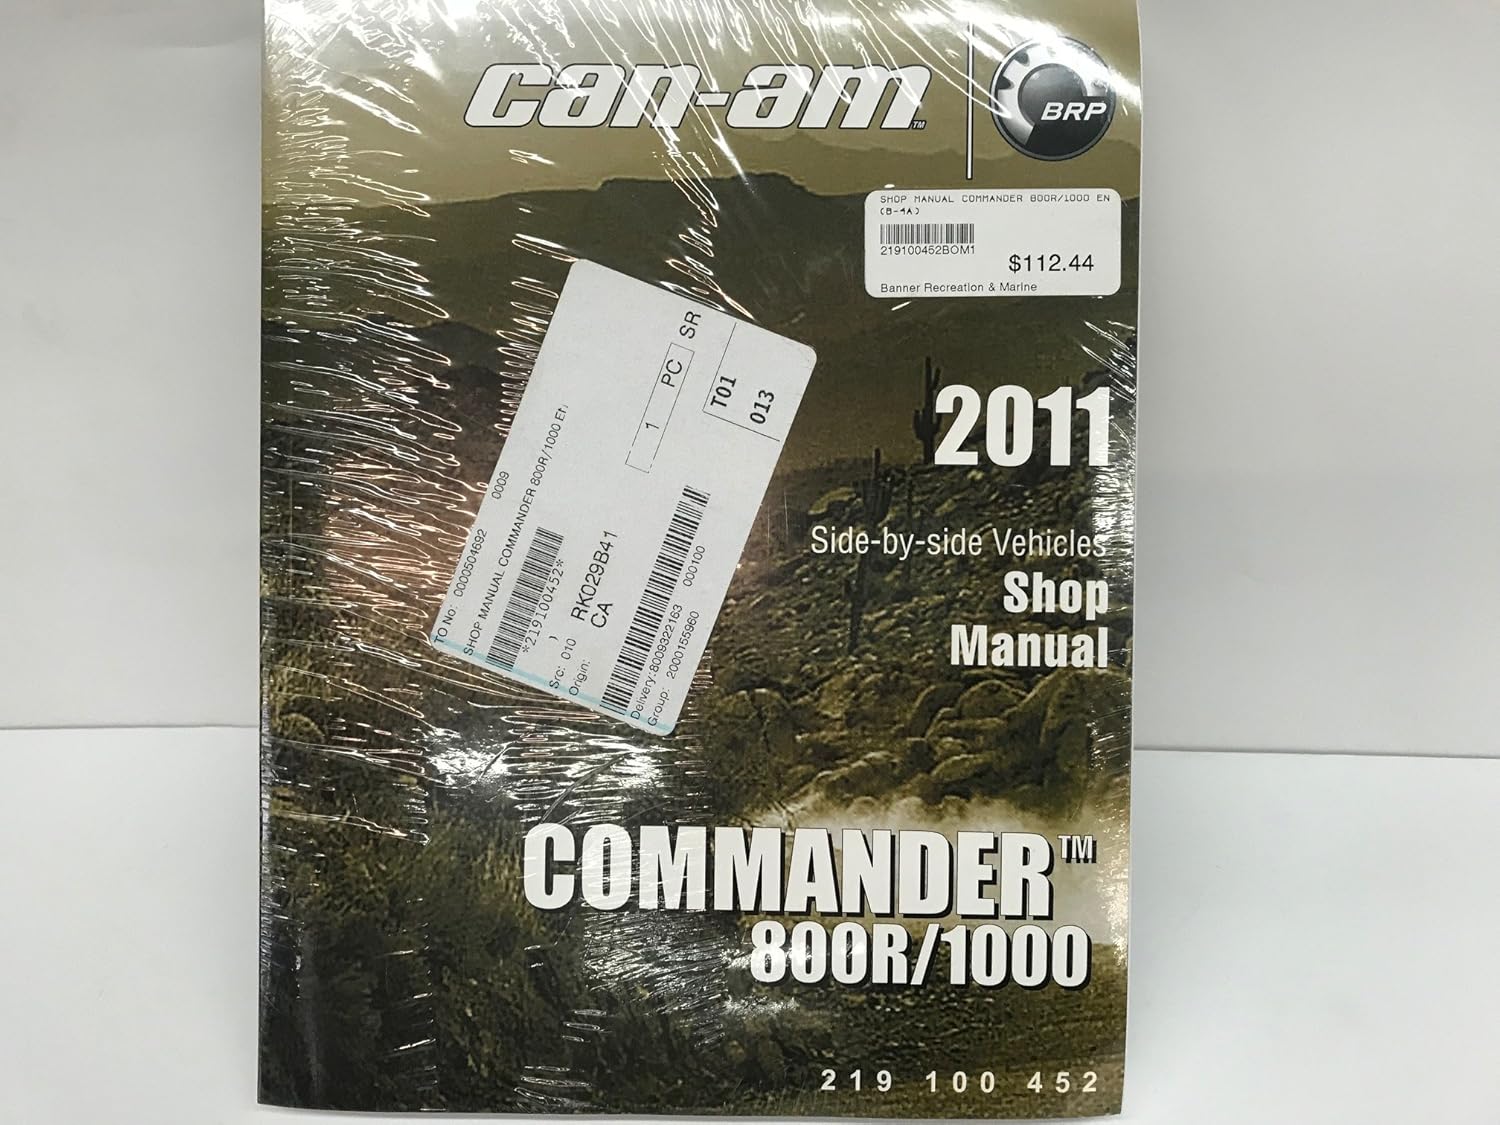 can-am™
BRP
SHOP MANUAL COMMANDER 800R/1000 EN
(B-4A)
219100452BOM1
$112.44
Banner Recreation & Marine
TO No: 0000504692 0009
SHOP MANUAL COMMANDER 800R/1000 En
*219100452*
1 PC SR
T01
013
Src: 010 ) RK029B41
Origin: CA
Delivery:8009322163 000100
Group: 2000155960
2011
Side-by-side Vehicles
Shop
Manual
COMMANDER™
800R/1000
219 100 452